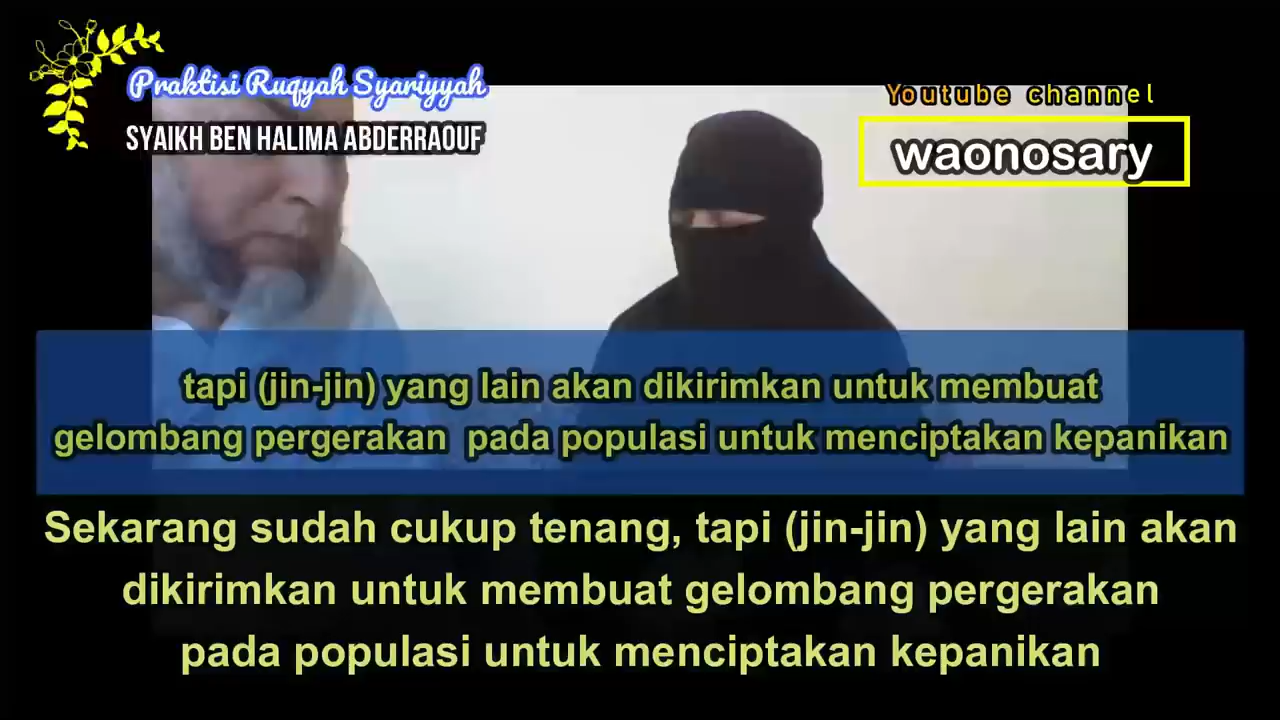 Praktisi Ruqyah Syariyyah
SYAIKH BEN HALIMA ABDERRAOUF
Youtube channel
waonosary
tapi (jin-jin) yang lain akan dikirimkan untuk membuat
gelombang pergerakan pada populasi untuk menciptakan kepanikan
Sekarang sudah cukup tenang, tapi (jin-jin) yang lain akan
dikirimkan untuk membuat gelombang pergerakan
pada populasi untuk menciptakan kepanikan